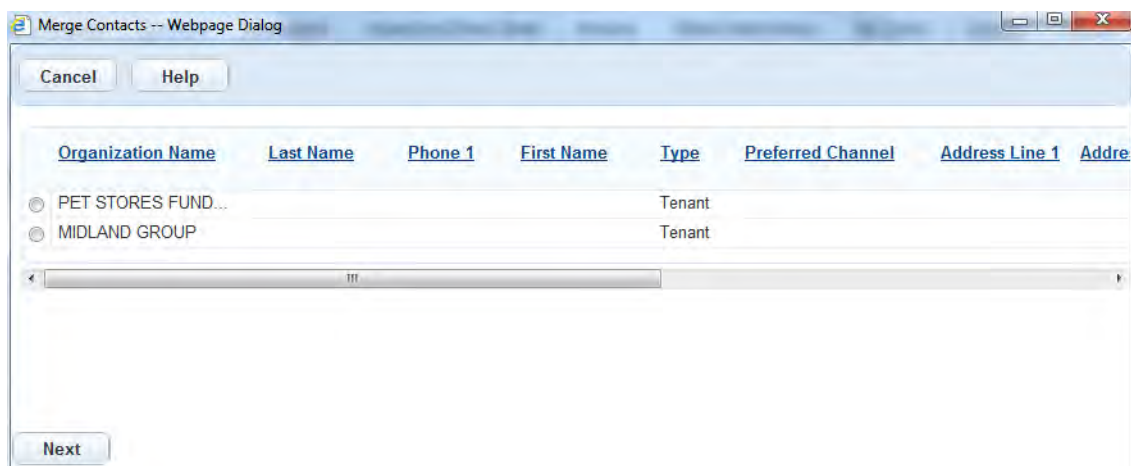 Merge Contacts -- Webpage Dialog
Cancel Help
Organization Name Last Name Phone 1 First Name Type Preferred Channel Address Line 1 Addre
PET STORES FUND... Tenant
MIDLAND GROUP Tenant
Next